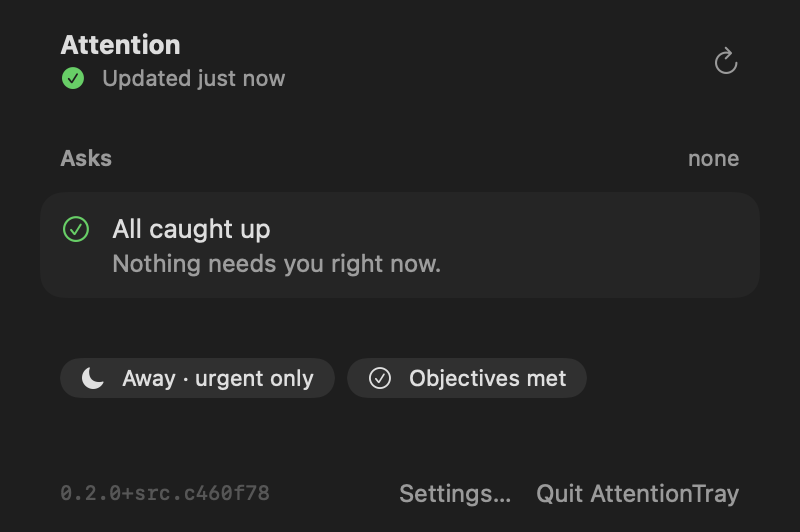 Attention
Updated just now
Asks none
All caught up
Nothing needs you right now.
Away · urgent only Objectives met
0.2.0+src.c460f78 Settings... Quit AttentionTray